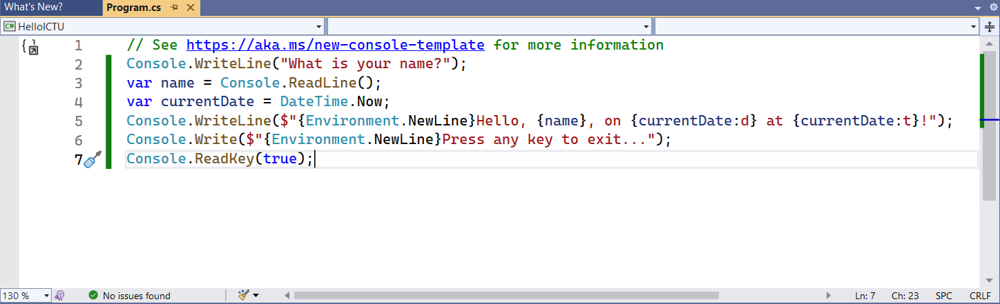 What's New?
Program.cs
C# HelloICTU
1 // See https://aka.ms/new-console-template for more information
2 Console.WriteLine("What is your name?");
3 var name = Console.ReadLine();
4 var currentDate = DateTime.Now;
5 Console.WriteLine($"{Environment.NewLine}Hello, {name}, on {currentDate:d} at {currentDate:t}!");
6 Console.Write($"{Environment.NewLine}Press any key to exit...");
7 Console.ReadKey(true);
130 % No issues found Ln: 7 Ch: 23 SPC CRLF